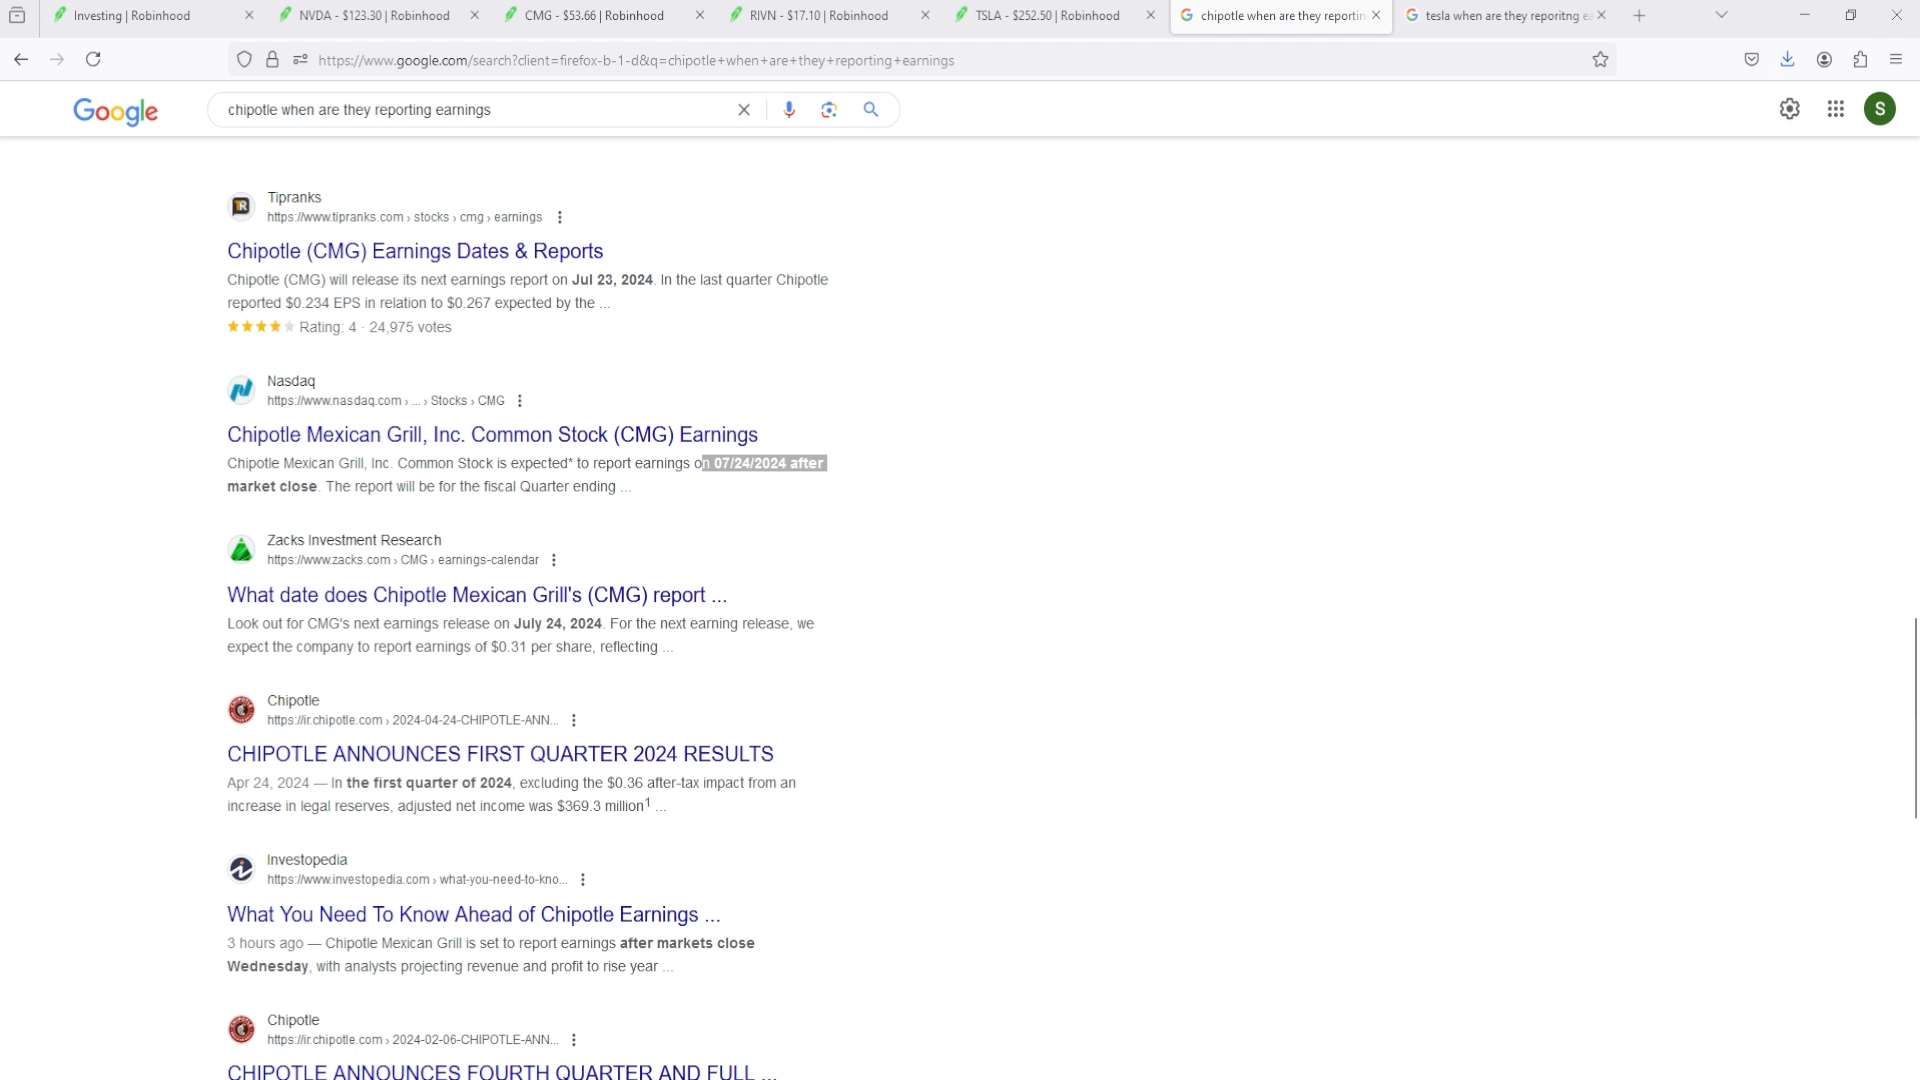 Investing | Robinhood
NVDA - $123.30 | Robinhood
CMG - $53.66 | Robinhood
RIVN - $17.10 | Robinhood
TSLA - $252.50 | Robinhood
chipotle when are they reportin
tesla when are they reporitng ea
https://www.google.com/search?client=firefox-b-1-d&q=chipotle+when+are+they+reporting+earnings
Google
chipotle when are they reporting earnings
S
Tipranks
https://www.tipranks.com › stocks › cmg › earnings
Chipotle (CMG) Earnings Dates & Reports
Chipotle (CMG) will release its next earnings report on Jul 23, 2024. In the last quarter Chipotle
reported $0.234 EPS in relation to $0.267 expected by the ...
Rating: 4 · 24,975 votes
Nasdaq
https://www.nasdaq.com › ... › Stocks › CMG
Chipotle Mexican Grill, Inc. Common Stock (CMG) Earnings
Chipotle Mexican Grill, Inc. Common Stock is expected* to report earnings on 07/24/2024 after
market close. The report will be for the fiscal Quarter ending ...
Zacks Investment Research
https://www.zacks.com › CMG › earnings-calendar
What date does Chipotle Mexican Grill's (CMG) report ...
Look out for CMG's next earnings release on July 24, 2024. For the next earning release, we
expect the company to report earnings of $0.31 per share, reflecting ...
Chipotle
https://ir.chipotle.com › 2024-04-24-CHIPOTLE-ANN...
CHIPOTLE ANNOUNCES FIRST QUARTER 2024 RESULTS
Apr 24, 2024 — In the first quarter of 2024, excluding the $0.36 after-tax impact from an
increase in legal reserves, adjusted net income was $369.3 million1 ...
Investopedia
https://www.investopedia.com › what-you-need-to-kno...
What You Need To Know Ahead of Chipotle Earnings ...
3 hours ago — Chipotle Mexican Grill is set to report earnings after markets close
Wednesday, with analysts projecting revenue and profit to rise year ...
Chipotle
https://ir.chipotle.com › 2024-02-06-CHIPOTLE-ANN...
CHIPOTLE ANNOUNCES FOURTH QUARTER AND FULL ...